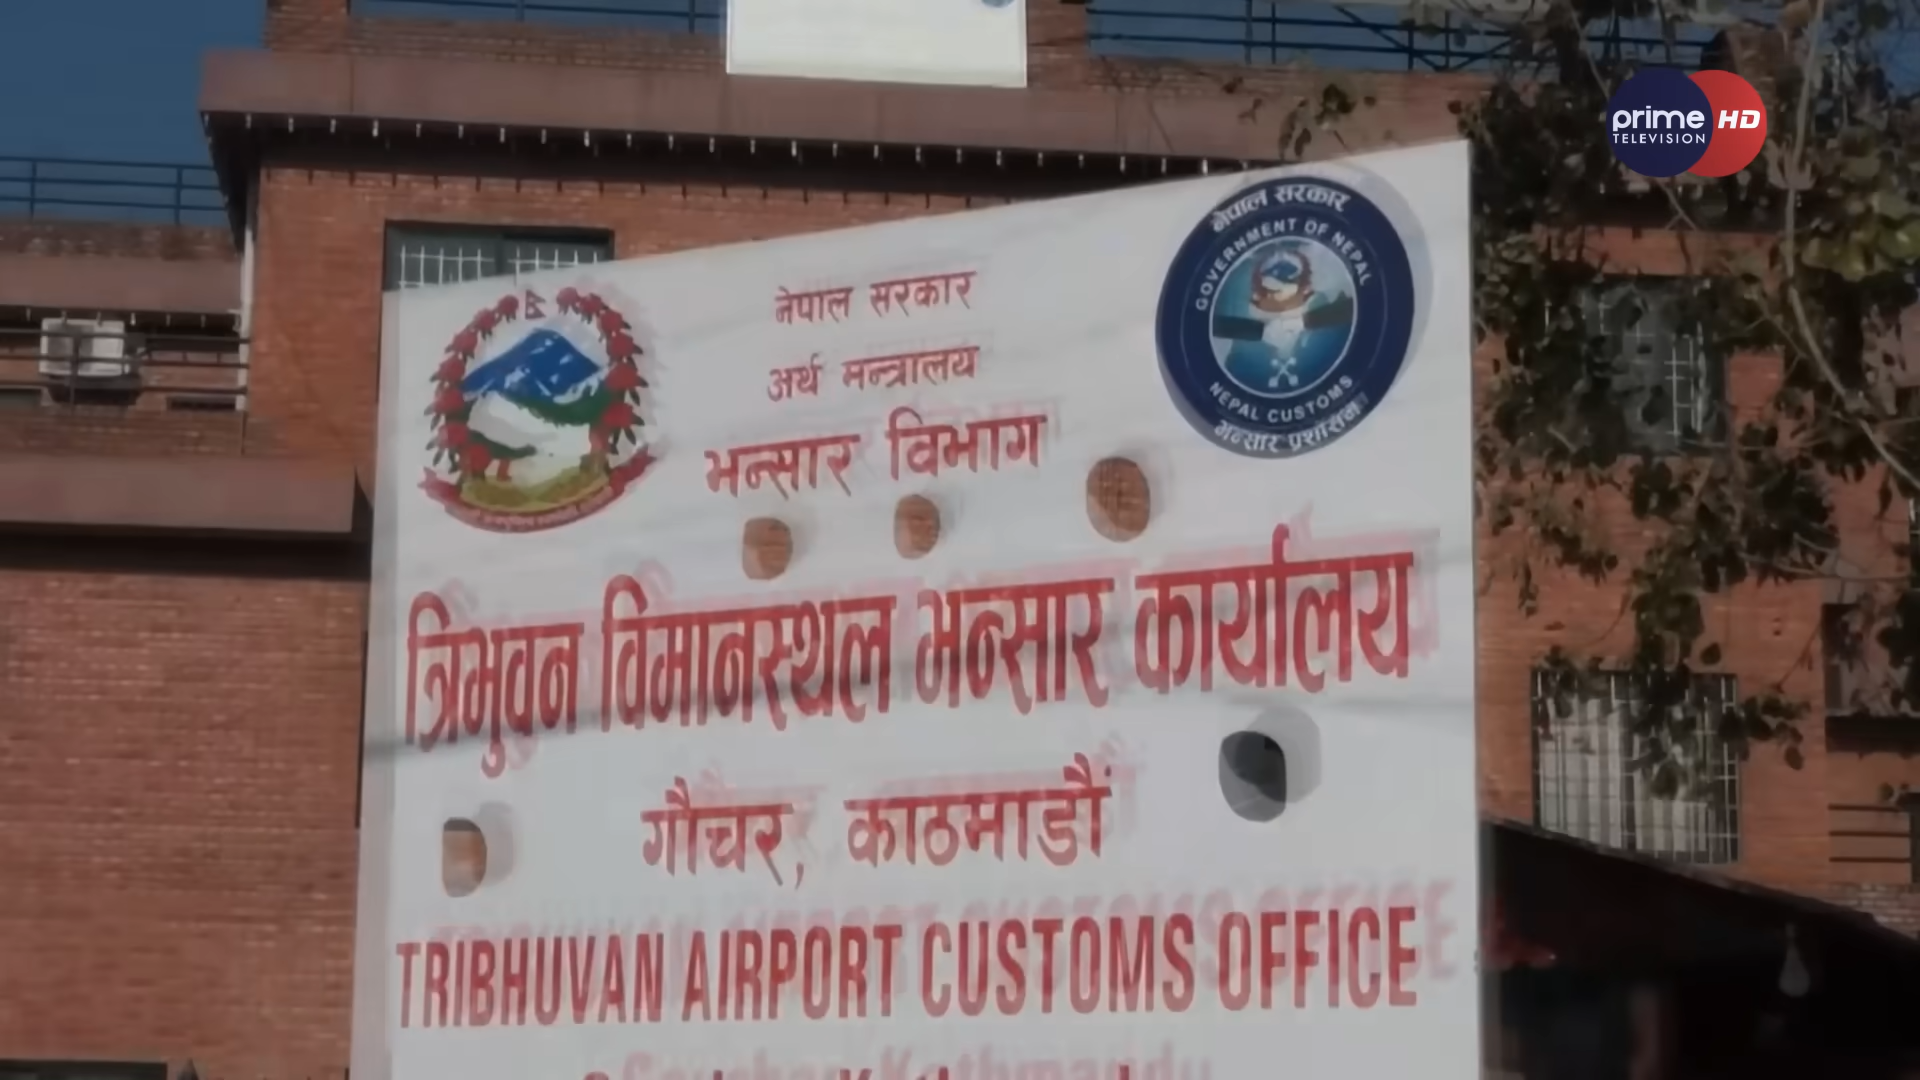 prime HD
TELEVISION
नेपाल सरकार
GOVERNMENT OF NEPAL
NEPAL CUSTOMS
भन्सार प्रशासन
नेपाल सरकार
अर्थ मन्त्रालय
भन्सार विभाग
त्रिभुवन विमानस्थल भन्सार कार्यालय
गौचर, काठमाडौं
TRIBHUVAN AIRPORT CUSTOMS OFFICE
Kathmandu